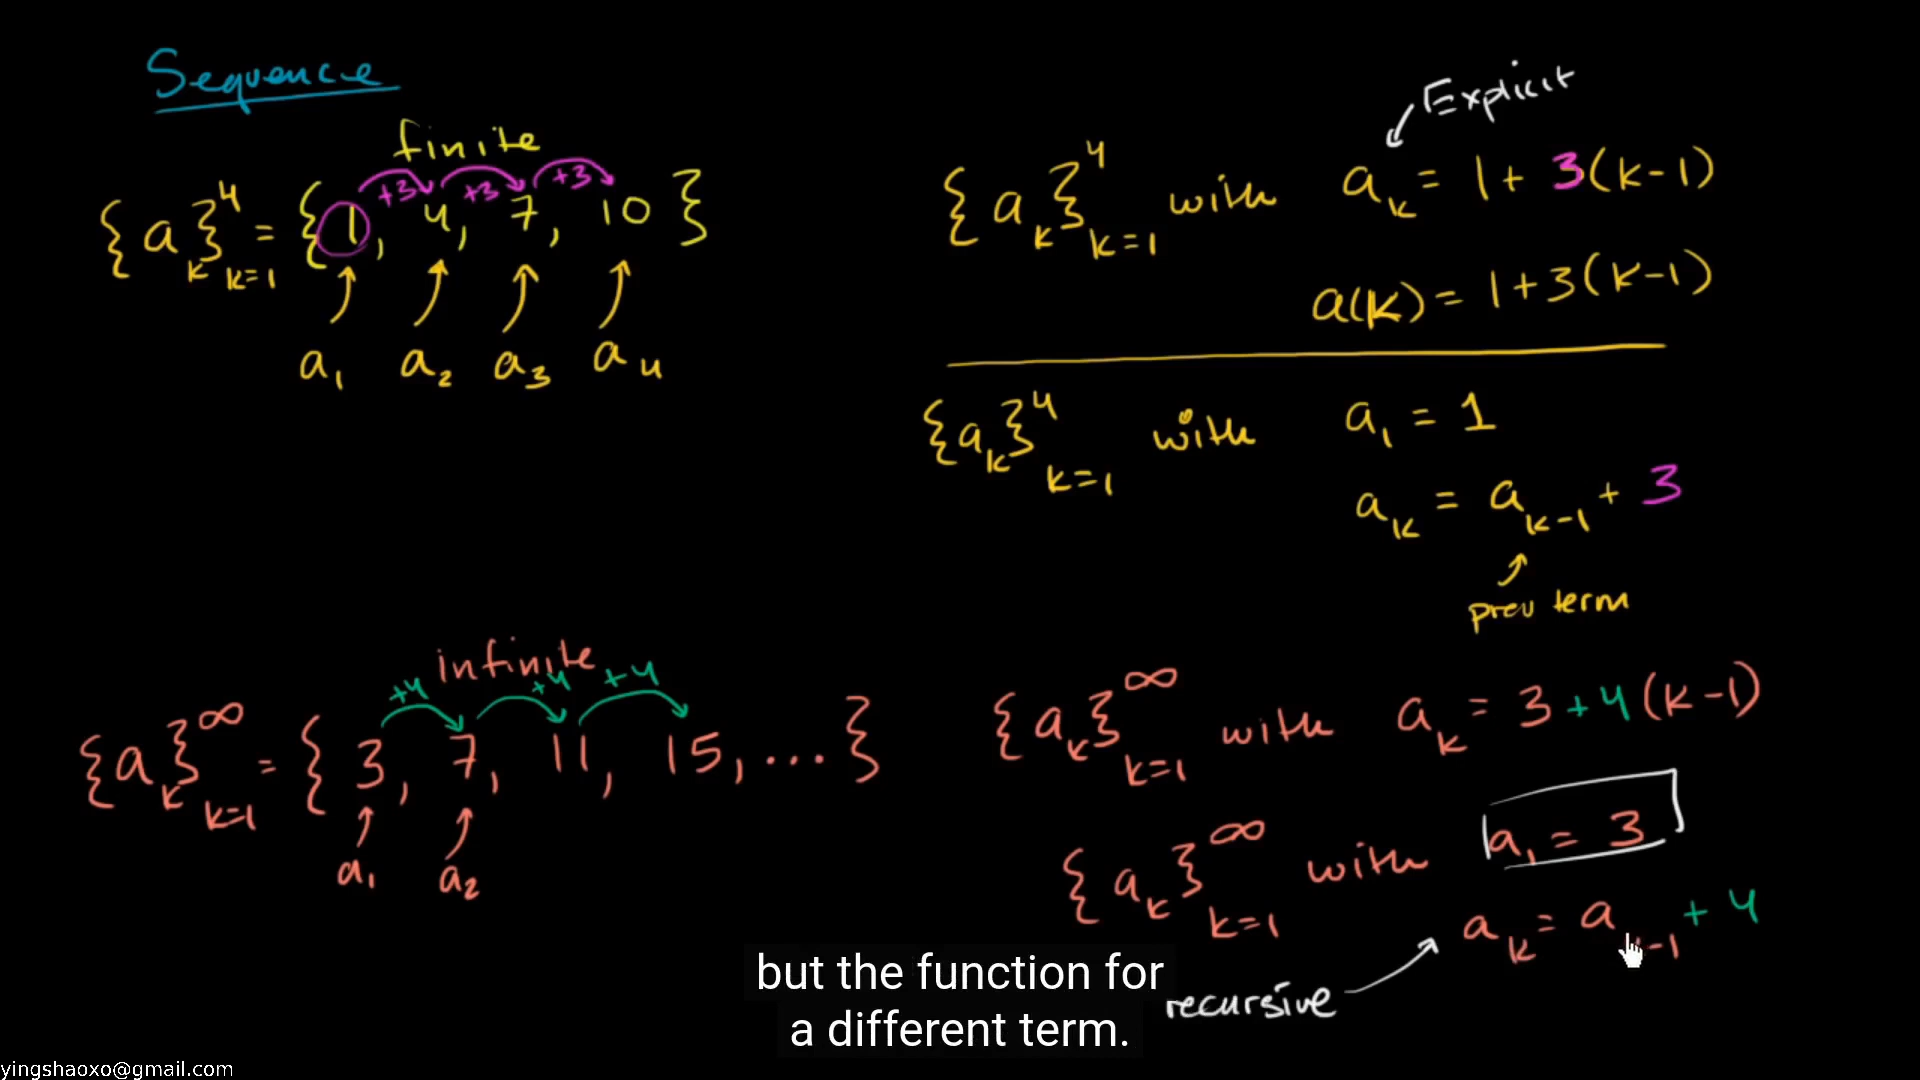 Sequence
finite
+3 +3 +3
{a_k}^4_{k=1} = {1, 4, 7, 10}
a_1 a_2 a_3 a_4
Explicit
{a_k}^4_{k=1} with a_k = 1+3(k-1)
a(k) = 1+3(k-1)
{a_k}^4_{k=1} with a_1 = 1
a_k = a_{k-1} + 3
prev term
infinite
+4 +4 +4
{a_k}^∞_{k=1} = {3, 7, 11, 15, ...}
a_1 a_2
{a_k}^∞_{k=1} with a_k = 3+4(k-1)
{a_k}^∞_{k=1} with a_1 = 3
a_k = a_{k-1} + 4
recursive
but the function for
a different term.
yingshaoxo@gmail.com